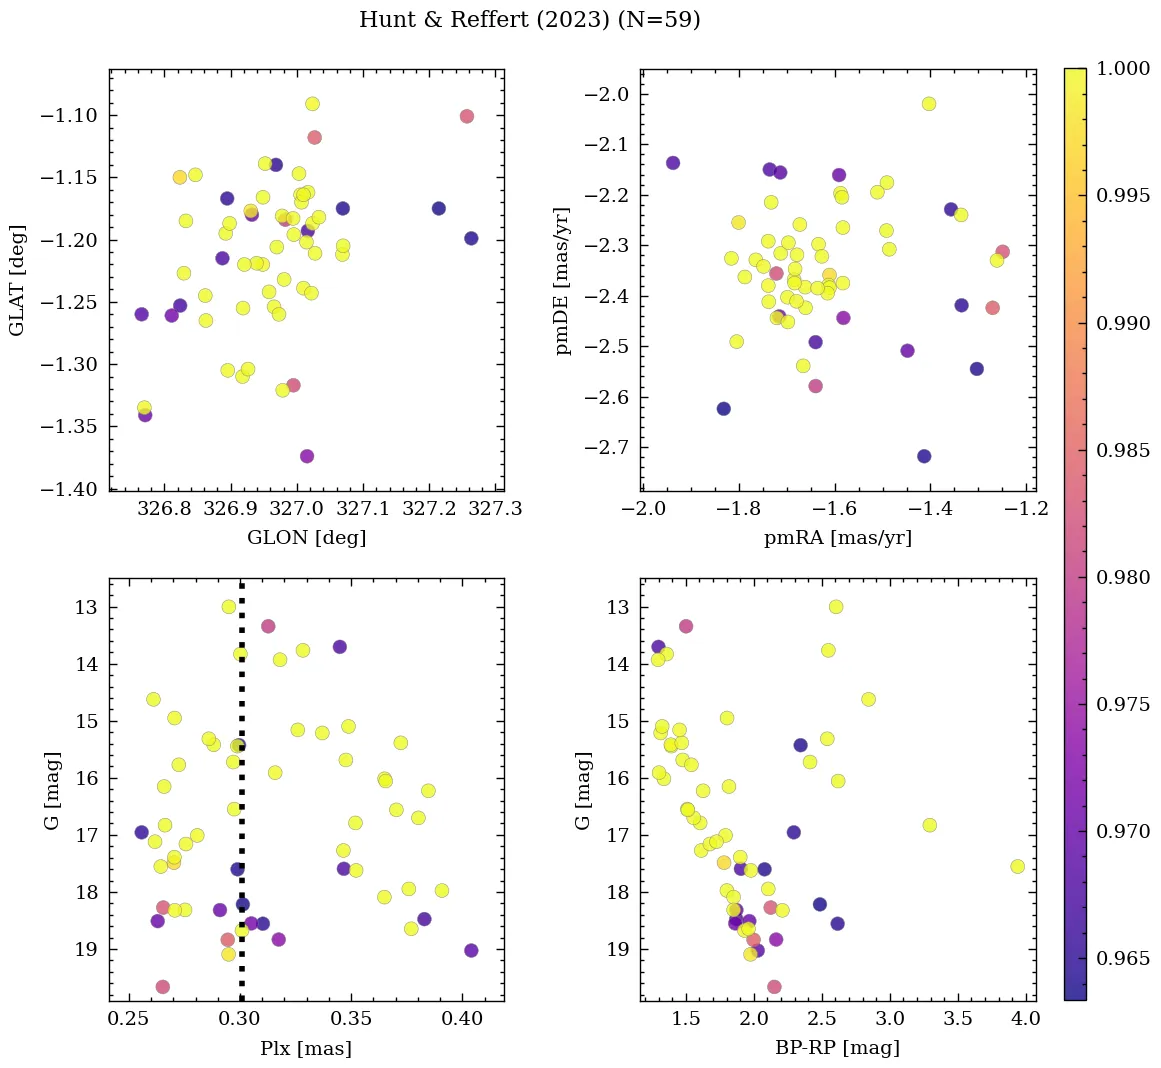 Hunt & Reffert (2023) (N=59)
−1.10
−1.15
−1.20
−1.25
−1.30
−1.35
−1.40
GLAT [deg]
326.8 326.9 327.0 327.1 327.2 327.3
GLON [deg]
−2.0
−2.1
−2.2
−2.3
−2.4
−2.5
−2.6
−2.7
pmDE [mas/yr]
−2.0 −1.8 −1.6 −1.4 −1.2
pmRA [mas/yr]
13
14
15
16
17
18
19
G [mag]
0.25 0.30 0.35 0.40
Plx [mas]
13
14
15
16
17
18
19
G [mag]
1.5 2.0 2.5 3.0 3.5 4.0
BP-RP [mag]
1.000
0.995
0.990
0.985
0.980
0.975
0.970
0.965